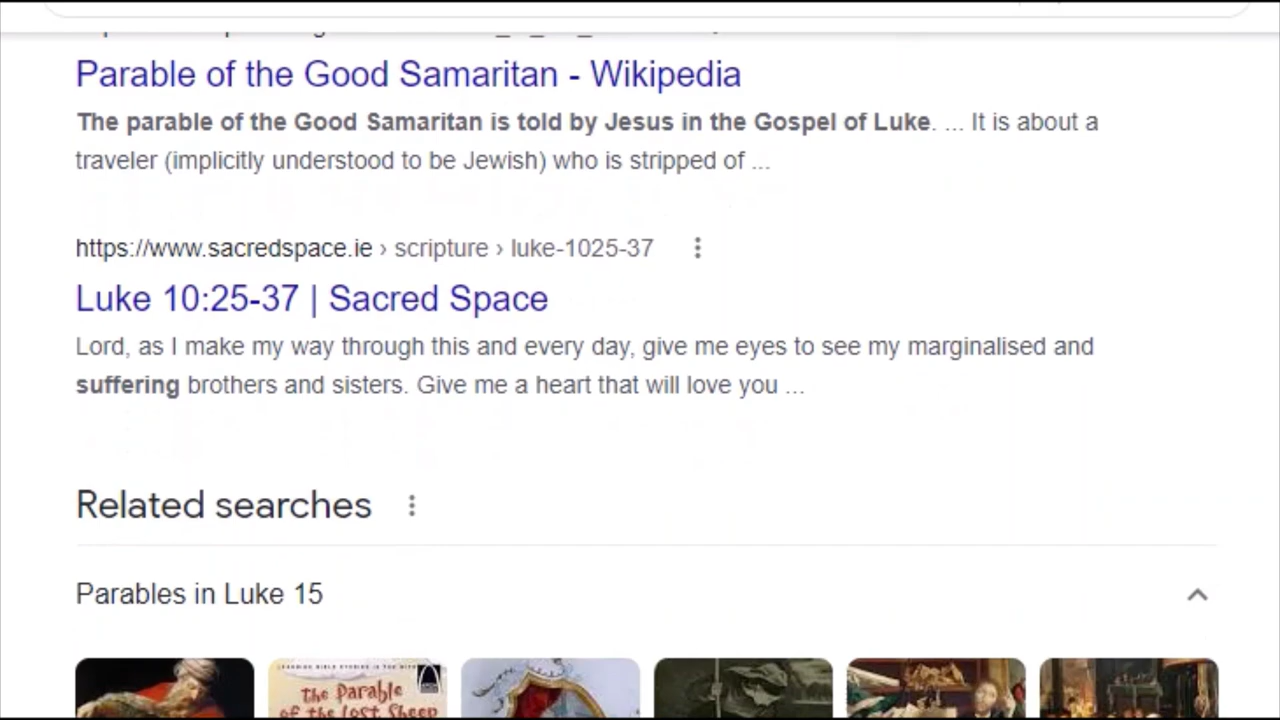 Parable of the Good Samaritan - Wikipedia
The parable of the Good Samaritan is told by Jesus in the Gospel of Luke. ... It is about a
traveler (implicitly understood to be Jewish) who is stripped of ...
https://www.sacredspace.ie › scripture › luke-1025-37
Luke 10:25-37 | Sacred Space
Lord, as I make my way through this and every day, give me eyes to see my marginalised and
suffering brothers and sisters. Give me a heart that will love you ...
Related searches
Parables in Luke 15
The Parable
of the Lost Sheep